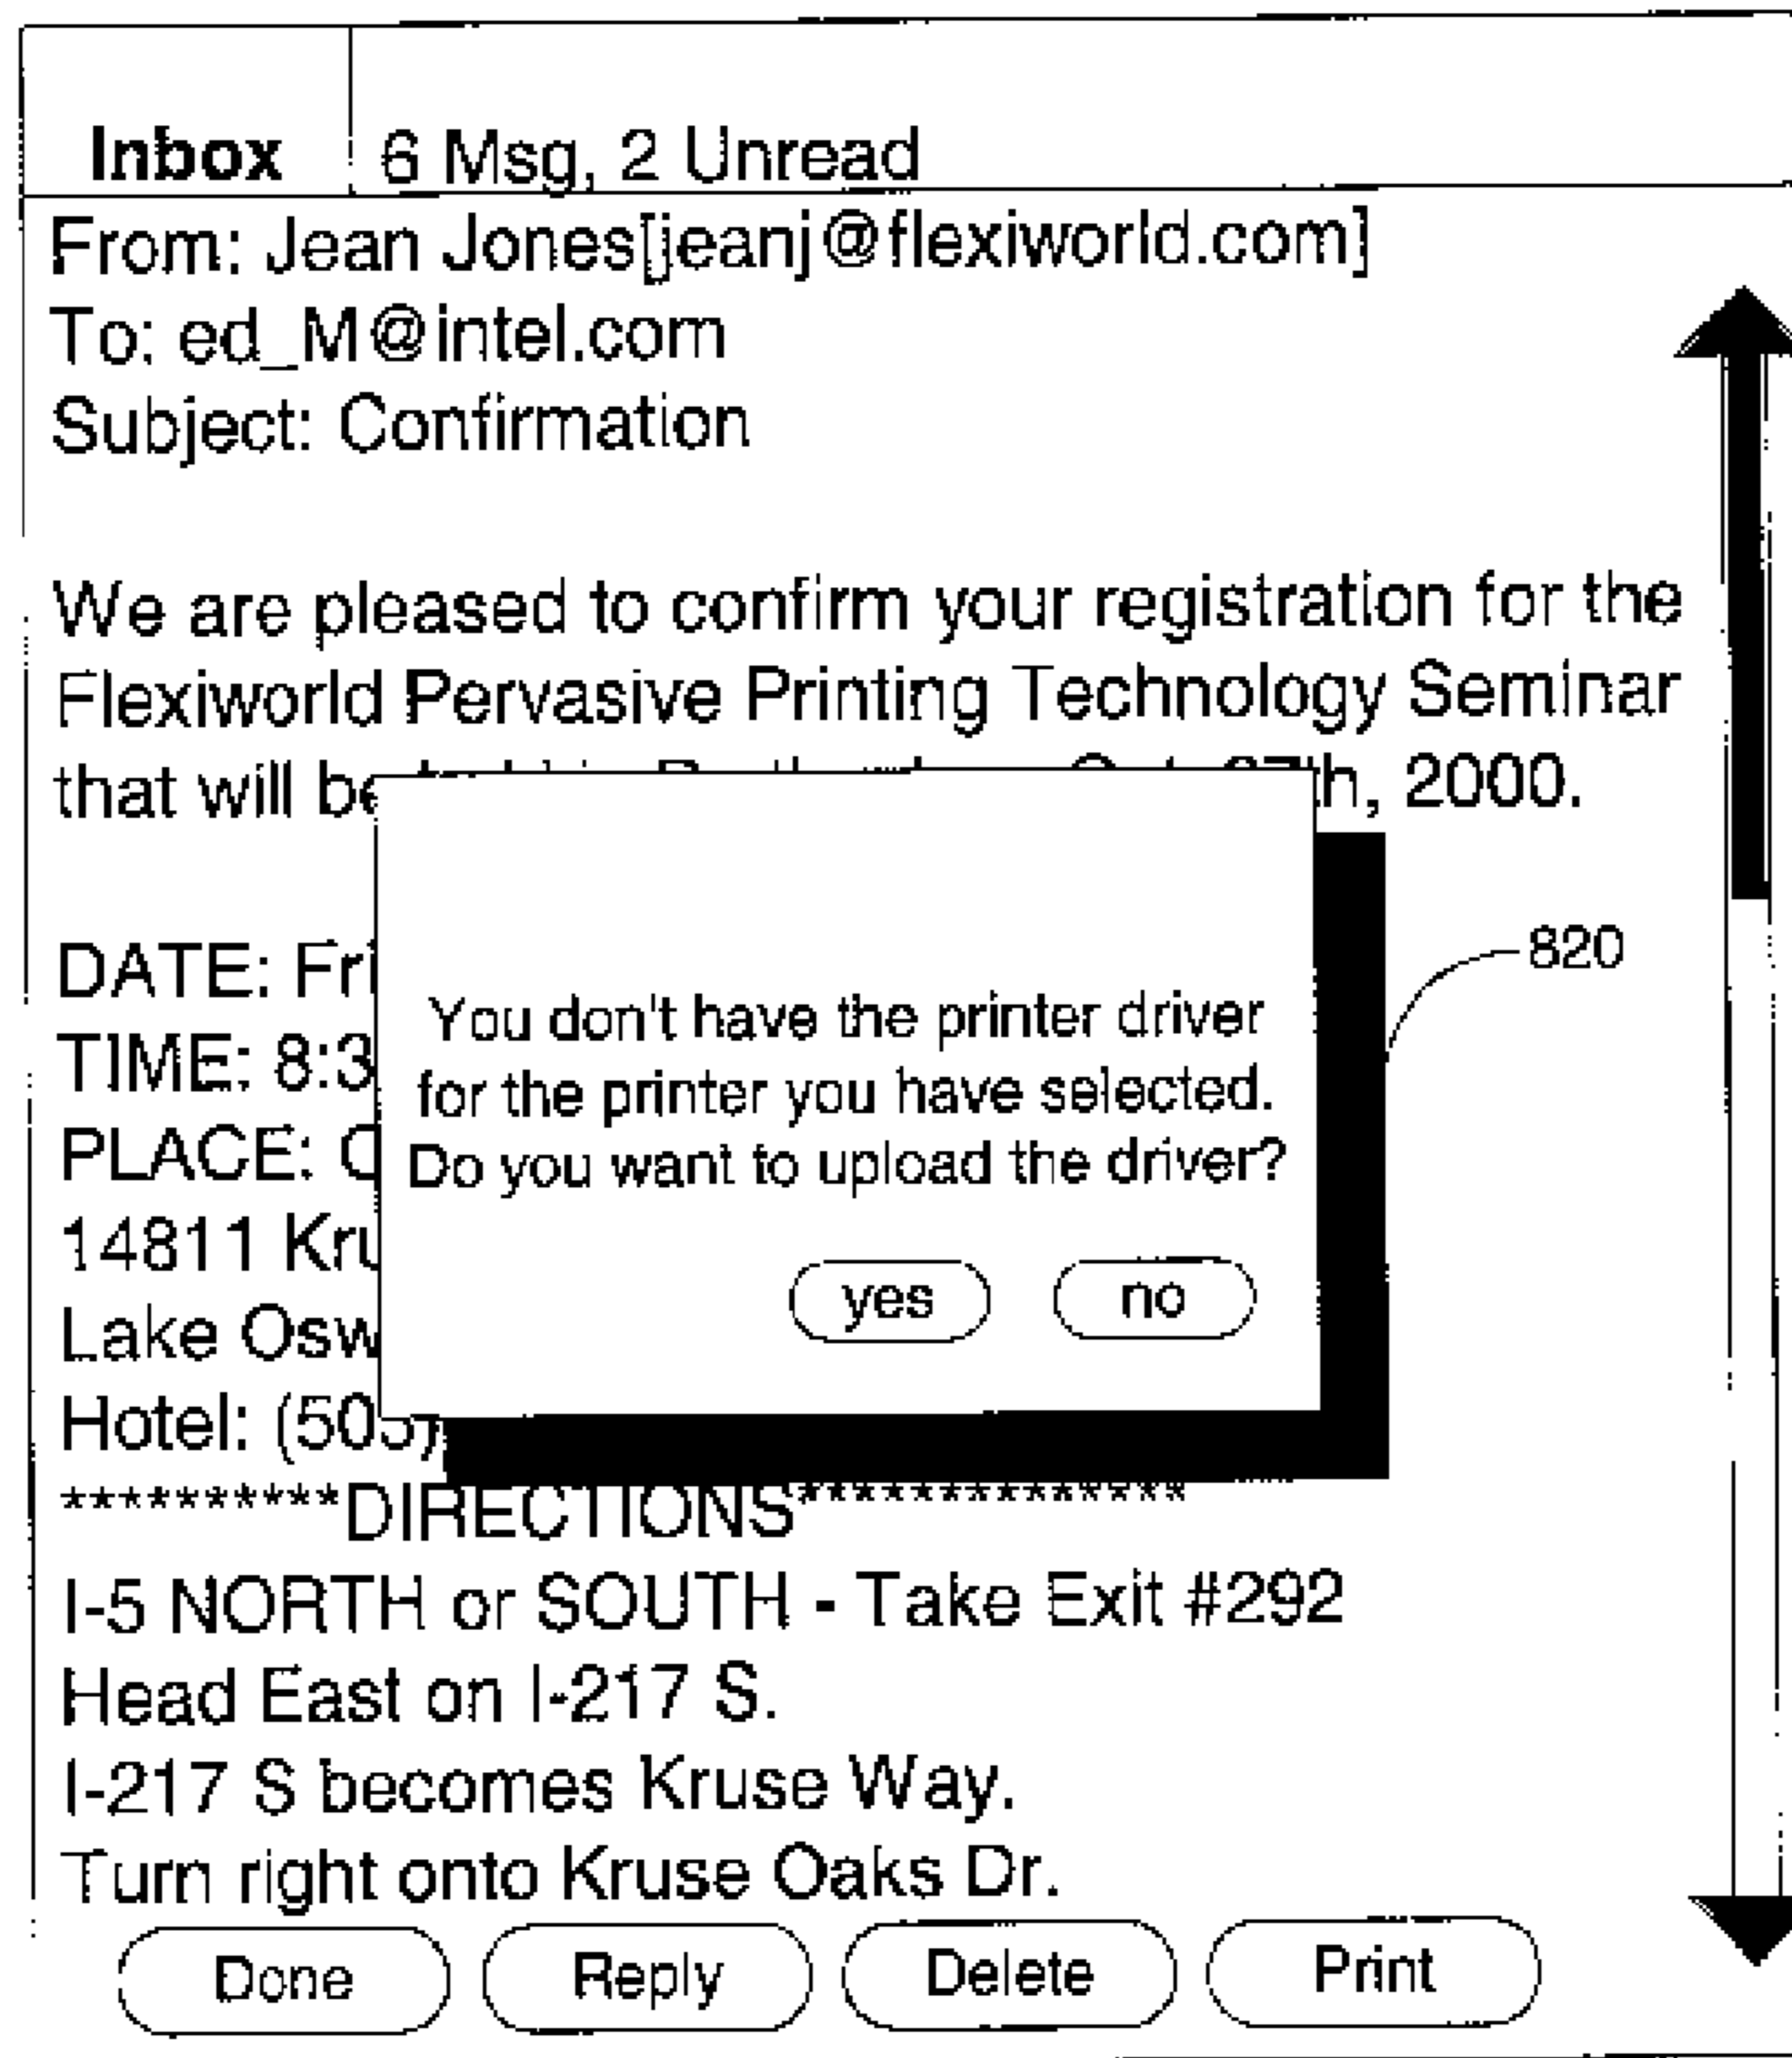 Inbox 6 Msg, 2 Unread
From: Jean Jones[jeanj@flexiworld.com]
To: ed_M@intel.com
Subject: Confirmation
We are pleased to confirm your registration for the
Flexiworld Pervasive Printing Technology Seminar
that will be 2000.
DATE:
820
You don't have the printer driver
for the printer you have selected.
Do you want to upload the driver?
yes no
TIME: 8:3
PLACE:
14811
Lake
Hotel:
**********DIRECTIONS**************
I-5 NORTH or SOUTH - Take Exit #292
Head East on I-217 S.
I-217 S becomes Kruse Way.
Turn right onto Kruse Oaks Dr.
Done Reply Delete Print